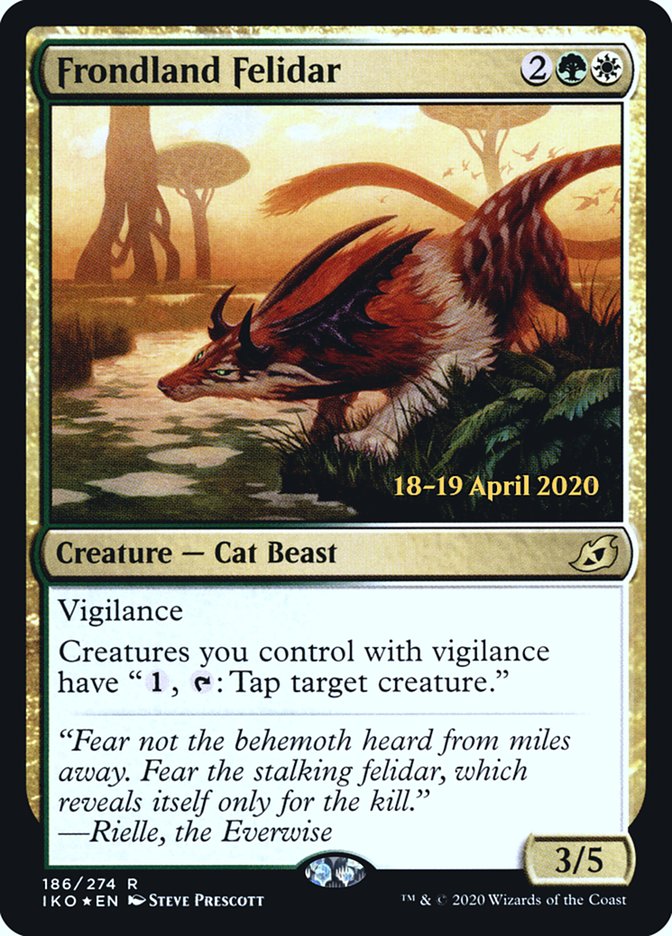 Frondland Felidar 2
18–19 April 2020
Creature — Cat Beast
Vigilance
Creatures you control with vigilance
have “1, : Tap target creature.”
“Fear not the behemoth heard from miles
away. Fear the stalking felidar, which
reveals itself only for the kill.”
—Rielle, the Everwise
3/5
186/274 R
IKO★EN Steve Prescott
™ & © 2020 Wizards of the Coast